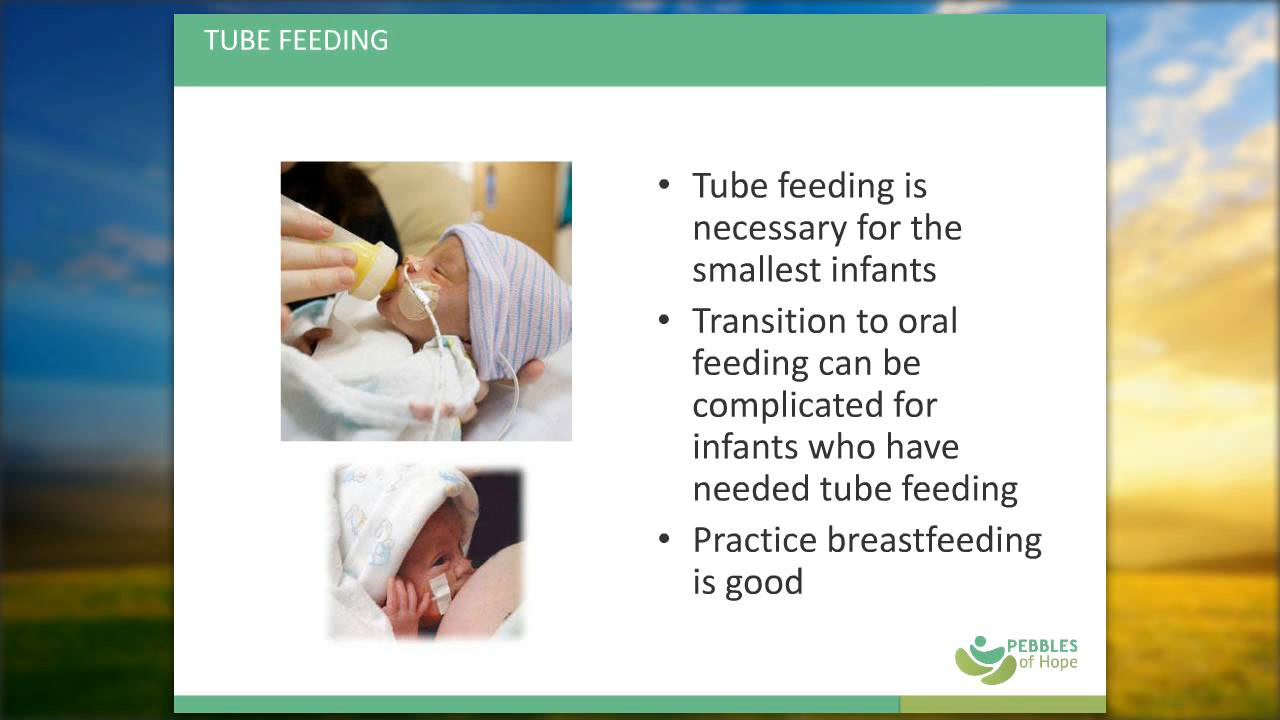 TUBE FEEDING
• Tube feeding is
necessary for the
smallest infants
• Transition to oral
feeding can be
complicated for
infants who have
needed tube feeding
• Practice breastfeeding
is good
PEBBLES
of Hope